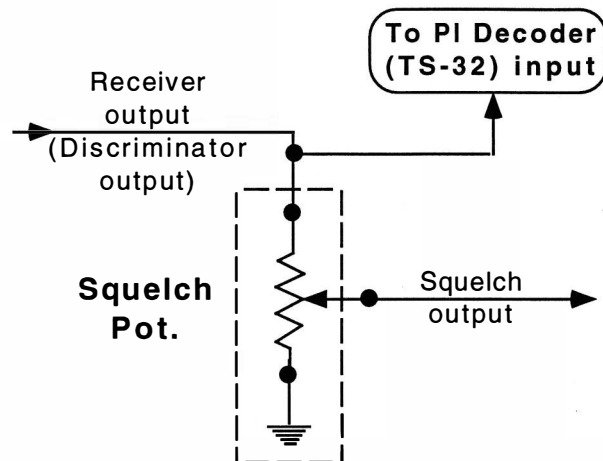 To PI Decoder
(TS-32) input
Receiver
output
(Discriminator
output)
Squelch
Pot.
Squelch
output